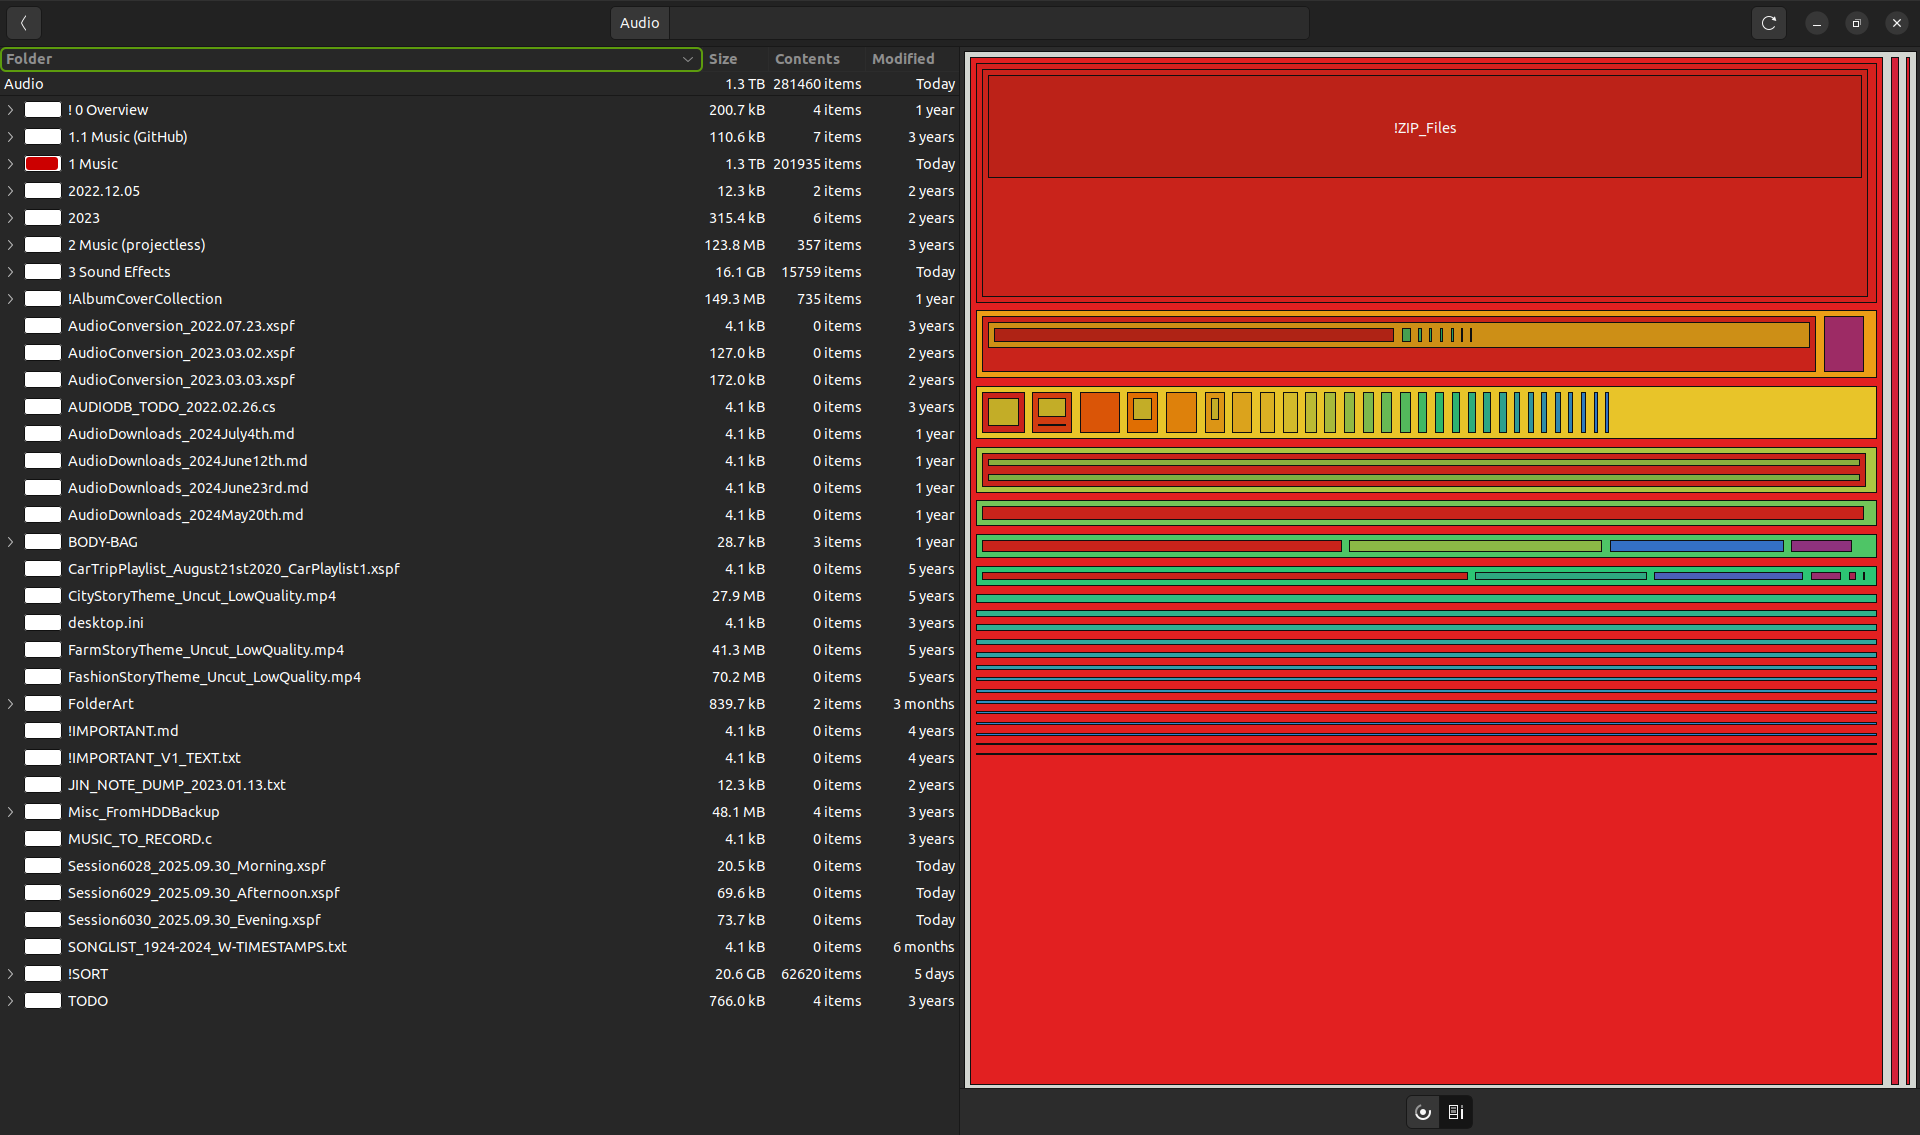 Audio
Folder Size Contents Modified
Audio 1.3 TB 281460 items Today
! 0 Overview 200.7 kB 4 items 1 year
1.1 Music (GitHub) 110.6 kB 7 items 3 years
1 Music 1.3 TB 201935 items Today
2022.12.05 12.3 kB 2 items 2 years
2023 315.4 kB 6 items 2 years
2 Music (projectless) 123.8 MB 357 items 3 years
3 Sound Effects 16.1 GB 15759 items Today
!AlbumCoverCollection 149.3 MB 735 items 1 year
AudioConversion_2022.07.23.xspf 4.1 kB 0 items 3 years
AudioConversion_2023.03.02.xspf 127.0 kB 0 items 2 years
AudioConversion_2023.03.03.xspf 172.0 kB 0 items 2 years
AUDIODB_TODO_2022.02.26.cs 4.1 kB 0 items 3 years
AudioDownloads_2024July4th.md 4.1 kB 0 items 1 year
AudioDownloads_2024June12th.md 4.1 kB 0 items 1 year
AudioDownloads_2024June23rd.md 4.1 kB 0 items 1 year
AudioDownloads_2024May20th.md 4.1 kB 0 items 1 year
BODY-BAG 28.7 kB 3 items 1 year
CarTripPlaylist_August21st2020_CarPlaylist1.xspf 4.1 kB 0 items 5 years
CityStoryTheme_Uncut_LowQuality.mp4 27.9 MB 0 items 5 years
desktop.ini 4.1 kB 0 items 3 years
FarmStoryTheme_Uncut_LowQuality.mp4 41.3 MB 0 items 5 years
FashionStoryTheme_Uncut_LowQuality.mp4 70.2 MB 0 items 5 years
FolderArt 839.7 kB 2 items 3 months
!IMPORTANT.md 4.1 kB 0 items 4 years
!IMPORTANT_V1_TEXT.txt 4.1 kB 0 items 4 years
JIN_NOTE_DUMP_2023.01.13.txt 12.3 kB 0 items 2 years
Misc_FromHDDBackup 48.1 MB 4 items 3 years
MUSIC_TO_RECORD.c 4.1 kB 0 items 3 years
Session6028_2025.09.30_Morning.xspf 20.5 kB 0 items Today
Session6029_2025.09.30_Afternoon.xspf 69.6 kB 0 items Today
Session6030_2025.09.30_Evening.xspf 73.7 kB 0 items Today
SONGLIST_1924-2024_W-TIMESTAMPS.txt 4.1 kB 0 items 6 months
!SORT 20.6 GB 62620 items 5 days
TODO 766.0 kB 4 items 3 years
!ZIP_Files